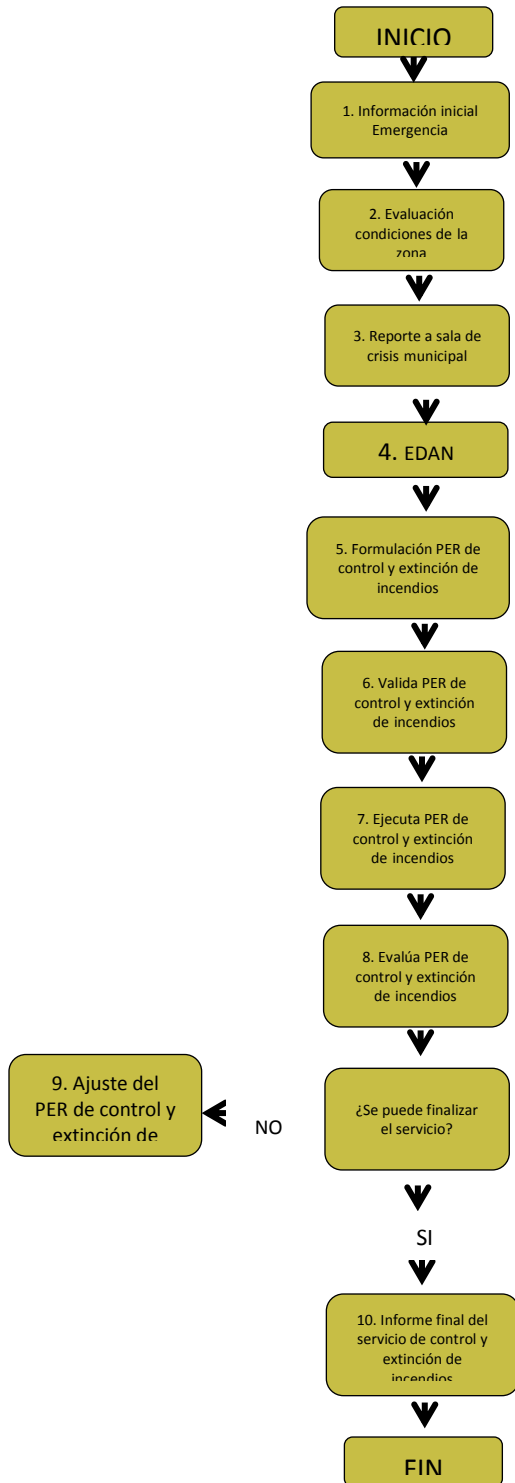 INICIO
1. Información inicial
Emergencia
2. Evaluación
condiciones de la
zona
3. Reporte a sala de
crisis municipal
4. EDAN
5. Formulación PER de
control y extinción de
incendios
6. Valida PER de
control y extinción
de incendios
7. Ejecuta PER de
control y extinción
de incendios
8. Evalúa PER de
control y extinción
de incendios
9. Ajuste del
PER de control y
extinción de
NO
¿Se puede finalizar
el servicio?
SI
10. Informe final del
servicio de control y
extinción de
incendios
FIN